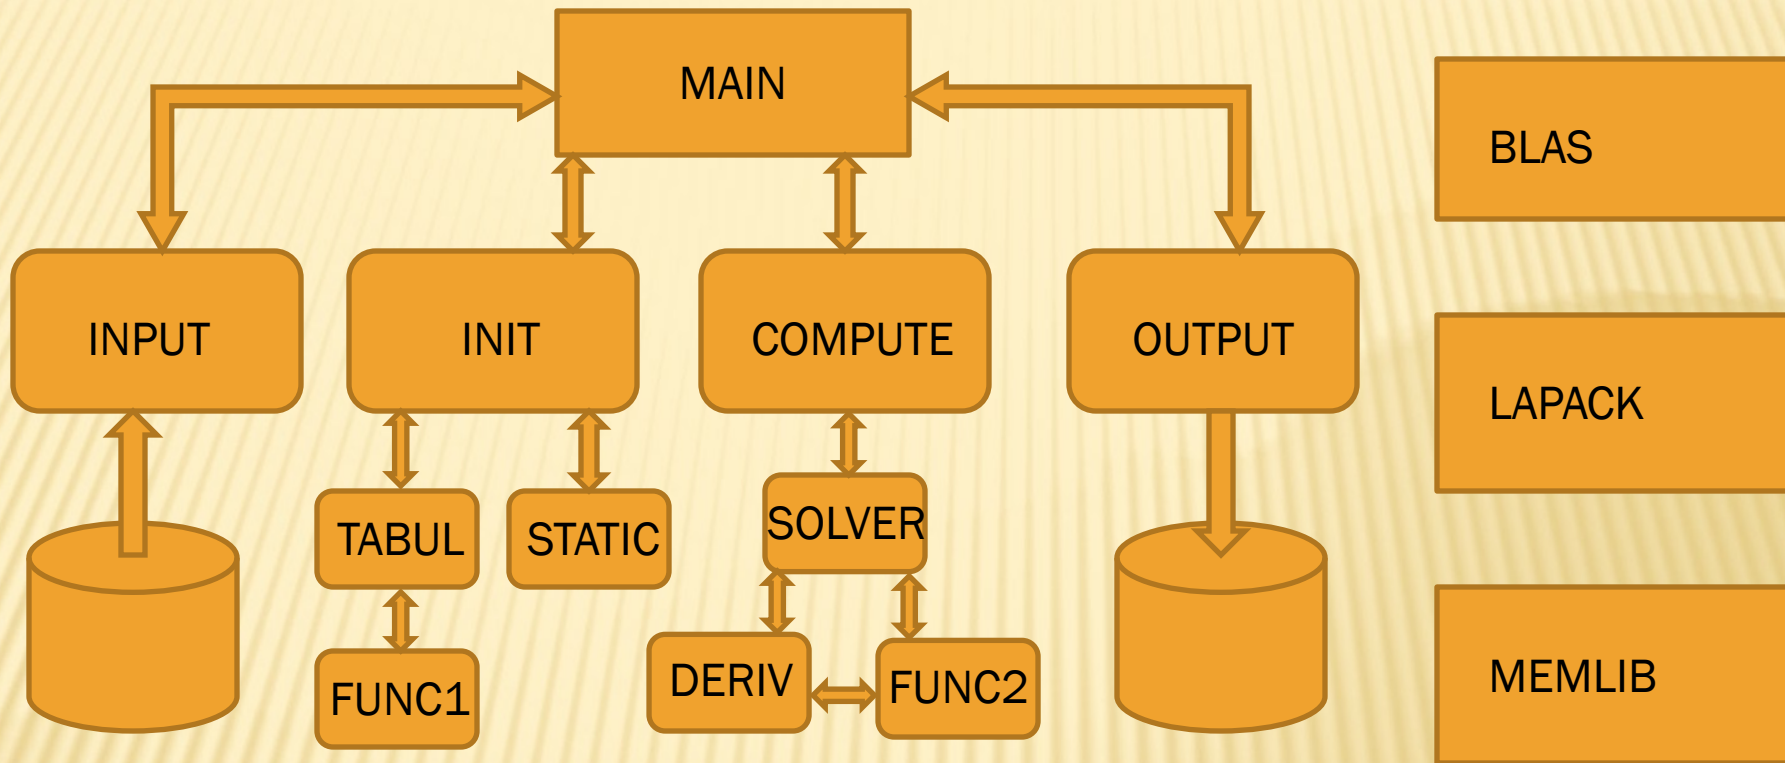 MAIN
BLAS
INPUT
INIT
COMPUTE
OUTPUT
LAPACK
TABUL
STATIC
SOLVER
FUNC1
DERIV
FUNC2
MEMLIB